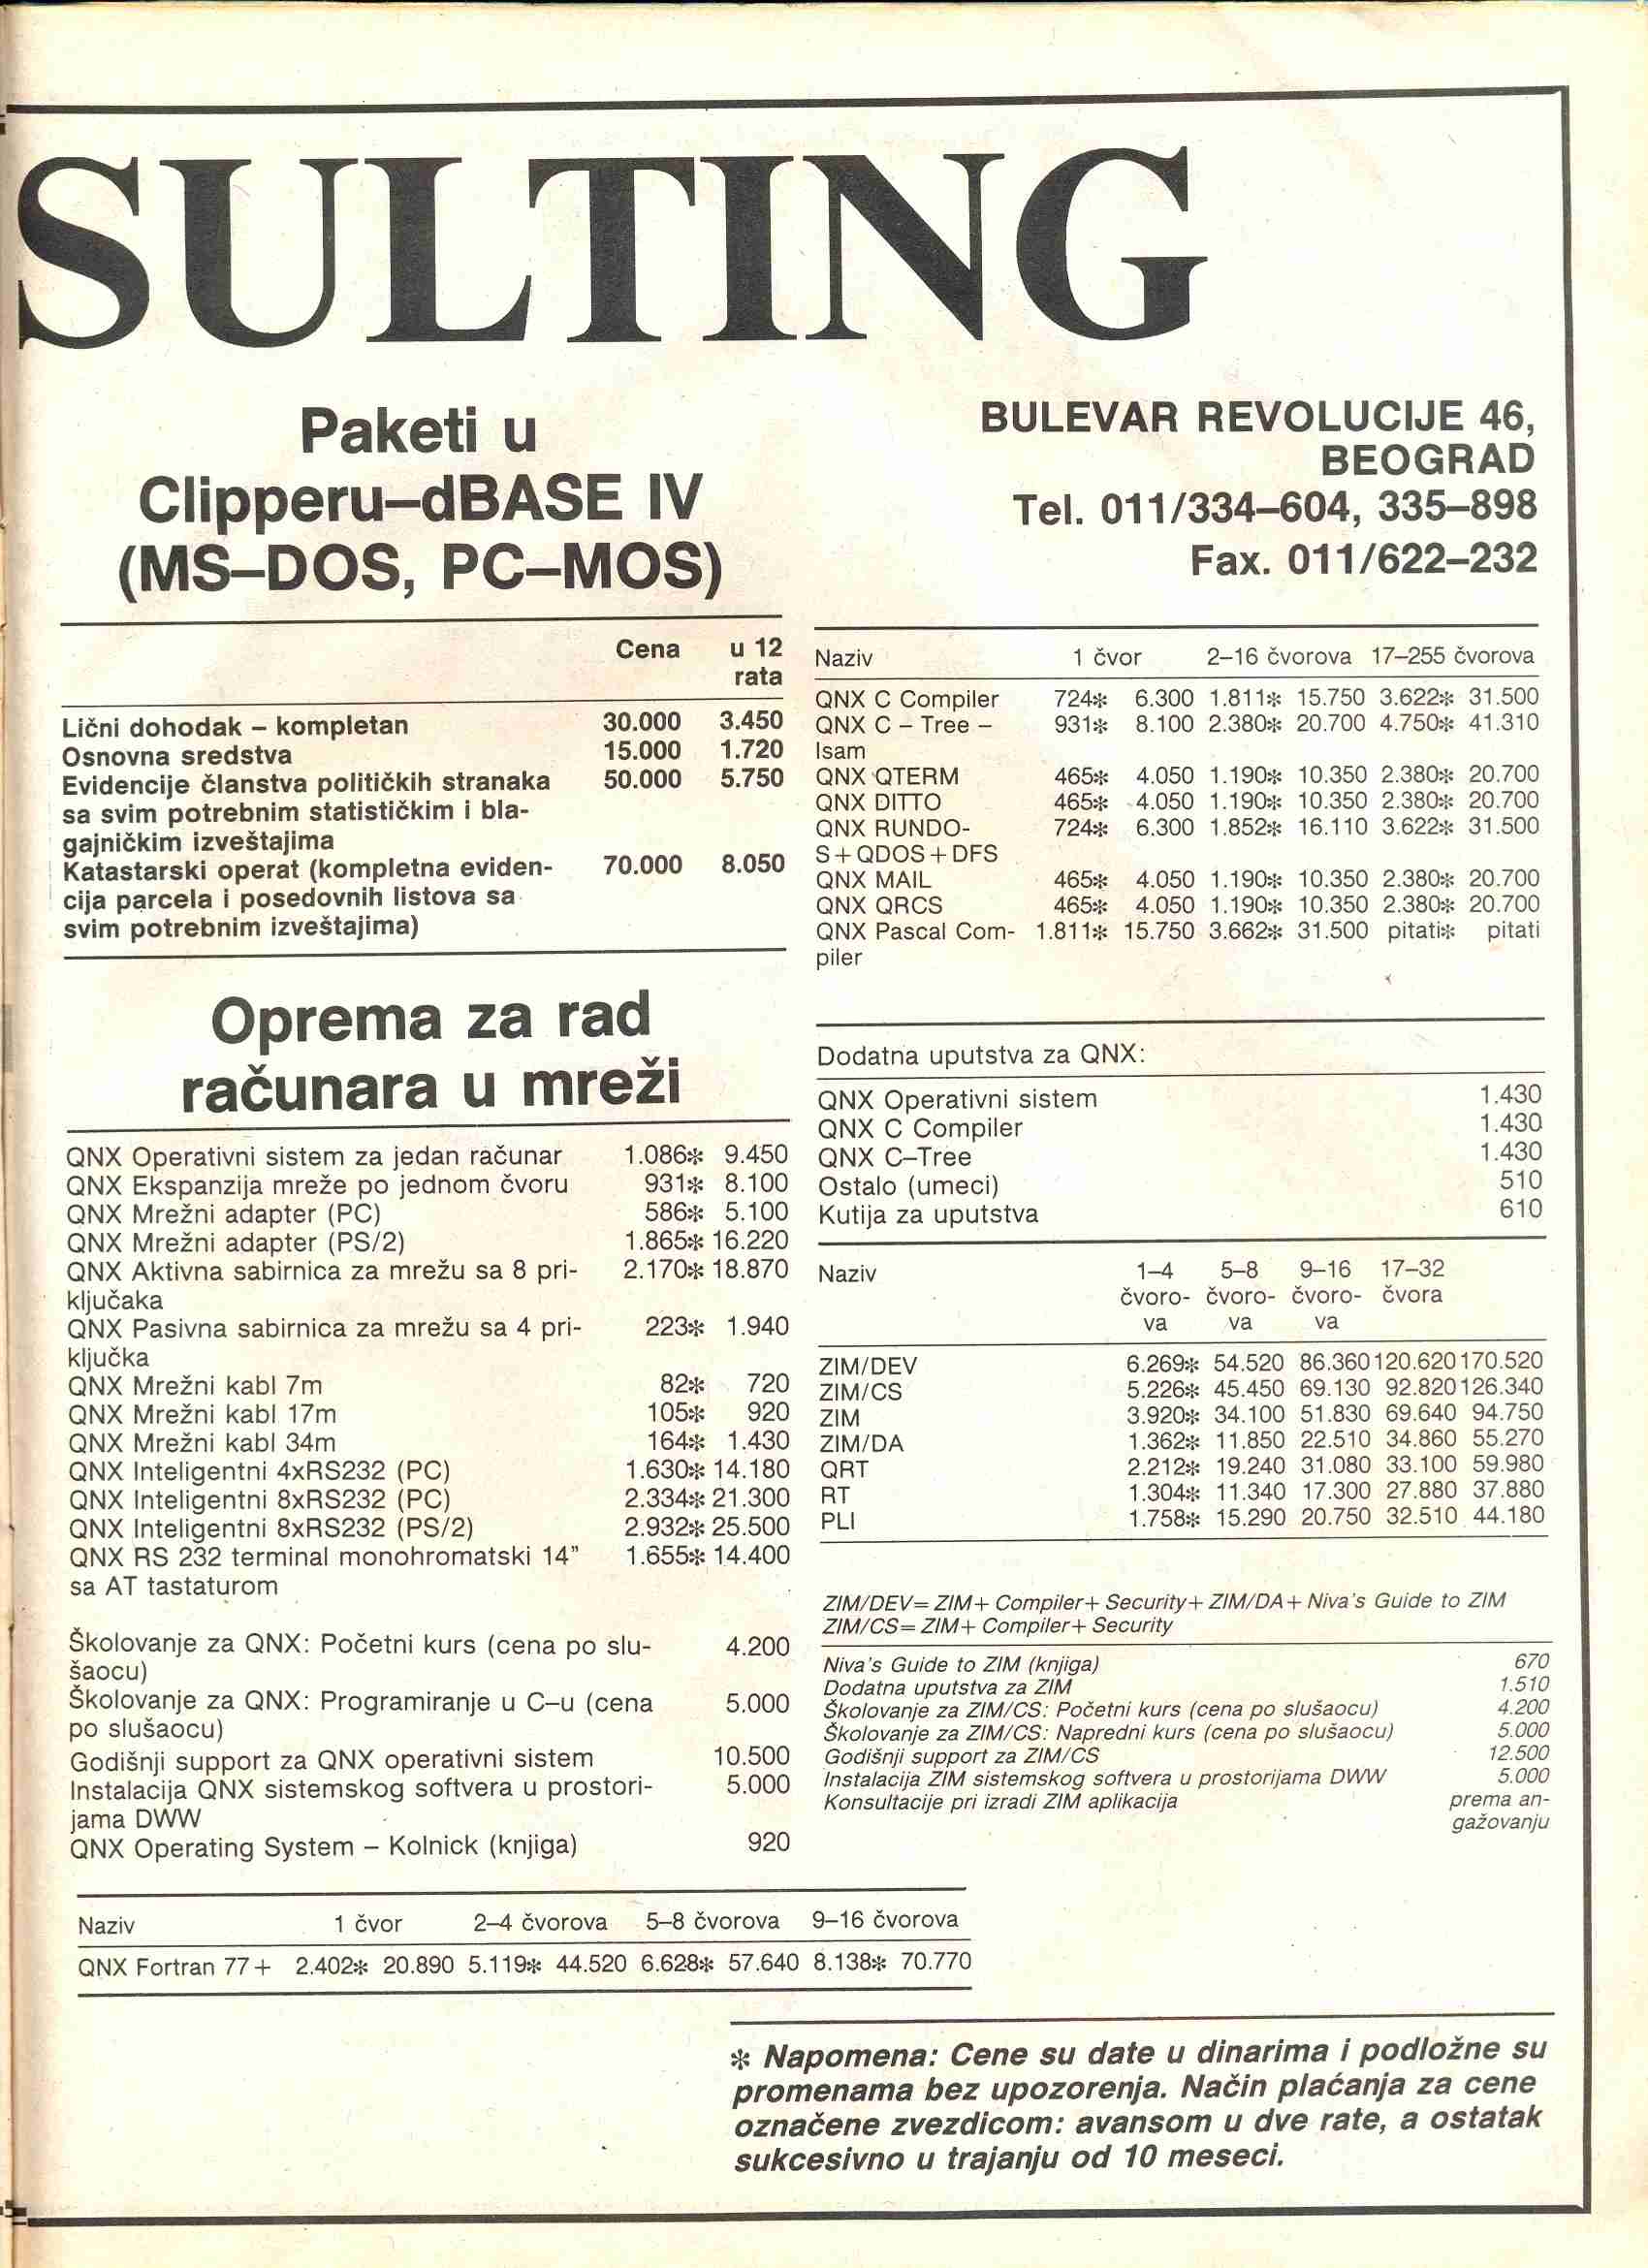 SULTING
Paketi u
Clipperu–dBASE IV
(MS–DOS, PC–MOS)
Cena u 12
rata
Lični dohodak – kompletan 30.000 3.450
Osnovna sredstva 15.000 1.720
Evidencije članstva političkih stranaka 50.000 5.750
sa svim potrebnim statističkim i bla-
gajničkim izveštajima
Katastarski operat (kompletna eviden- 70.000 8.050
cija parcela i posedovnih listova sa
svim potrebnim izveštajima)
Oprema za rad
računara u mreži
QNX Operativni sistem za jedan računar 1.086* 9.450
QNX Ekspanzija mreže po jednom čvoru 931* 8.100
QNX Mrežni adapter (PC) 586* 5.100
QNX Mrežni adapter (PS/2) 1.865* 16.220
QNX Aktivna sabirnica za mrežu sa 8 pri- 2.170* 18.870
ključaka
QNX Pasivna sabirnica za mrežu sa 4 pri- 223* 1.940
ključka
QNX Mrežni kabl 7m 82* 720
QNX Mrežni kabl 17m 105* 920
QNX Mrežni kabl 34m 164* 1.430
QNX Inteligentni 4xRS232 (PC) 1.630* 14.180
QNX Inteligentni 8xRS232 (PC) 2.334* 21.300
QNX Inteligentni 8xRS232 (PS/2) 2.932* 25.500
QNX RS 232 terminal monohromatski 14” 1.655* 14.400
sa AT tastaturom
Školovanje za QNX: Početni kurs (cena po slu- 4.200
šaocu)
Školovanje za QNX: Programiranje u C–u (cena 5.000
po slušaocu)
Godišnji support za QNX operativni sistem 10.500
Instalacija QNX sistemskog softvera u prostori- 5.000
jama DWW
QNX Operating System – Kolnick (knjiga) 920
Naziv 1 čvor 2–4 čvorova 5–8 čvorova 9–16 čvorova
QNX Fortran 77+ 2.402* 20.890 5.119* 44.520 6.628* 57.640 8.138* 70.770
BULEVAR REVOLUCIJE 46,
BEOGRAD
Tel. 011/334–604, 335–898
Fax. 011/622–232
Naziv 1 čvor 2–16 čvorova 17–255 čvorova
QNX C Compiler 724* 6.300 1.811* 15.750 3.622* 31.500
QNX C – Tree – 931* 8.100 2.380* 20.700 4.750* 41.310
Isam
QNX QTERM 465* 4.050 1.190* 10.350 2.380* 20.700
QNX DITTO 465* 4.050 1.190* 10.350 2.380* 20.700
QNX RUNDO- 724* 6.300 1.852* 16.110 3.622* 31.500
S+QDOS+DFS
QNX MAIL 465* 4.050 1.190* 10.350 2.380* 20.700
QNX QRCS 465* 4.050 1.190* 10.350 2.380* 20.700
QNX Pascal Com- 1.811* 15.750 3.662* 31.500 pitati* pitati
piler
Dodatna uputstva za QNX:
QNX Operativni sistem 1.430
QNX C Compiler 1.430
QNX C–Tree 1.430
Ostalo (umeci) 510
Kutija za uputstva 610
Naziv 1–4 5–8 9–16 17–32
čvoro- čvoro- čvoro- čvora
va va va
ZIM/DEV 6.269* 54.520 86.360 120.620 170.520
ZIM/CS 5.226* 45.450 69.130 92.820 126.340
ZIM 3.920* 34.100 51.830 69.640 94.750
ZIM/DA 1.362* 11.850 22.510 34.860 55.270
QRT 2.212* 19.240 31.080 33.100 59.980
RT 1.304* 11.340 17.300 27.880 37.880
PLI 1.758* 15.290 20.750 32.510 44.180
ZIM/DEV= ZIM+ Compiler+ Security+ ZIM/DA+ Niva's Guide to ZIM
ZIM/CS= ZIM+ Compiler+ Security
Niva's Guide to ZIM (knjiga) 670
Dodatna uputstva za ZIM 1.510
Školovanje za ZIM/CS: Početni kurs (cena po slušaocu) 4.200
Školovanje za ZIM/CS: Napredni kurs (cena po slušaocu) 5.000
Godišnji support za ZIM/CS 12.500
Instalacija ZIM sistemskog softvera u prostorijama DWW 5.000
Konsultacije pri izradi ZIM aplikacija prema an-
gažovanju
* Napomena: Cene su date u dinarima i podložne su
promenama bez upozorenja. Način plaćanja za cene
označene zvezdicom: avansom u dve rate, a ostatak
sukcesivno u trajanju od 10 meseci.